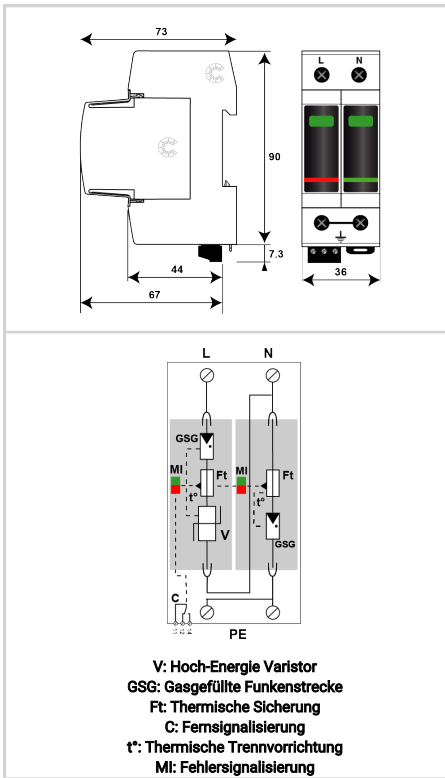 73
L N
90
7.3
44
36
67
L N
GSG
MI Ft MI Ft
t° t°
V GSG
C
PE
V: Hoch-Energie Varistor
GSG: Gasgefüllte Funkenstrecke
Ft: Thermische Sicherung
C: Fernsignalisierung
t°: Thermische Trennvorrichtung
MI: Fehlersignalisierung